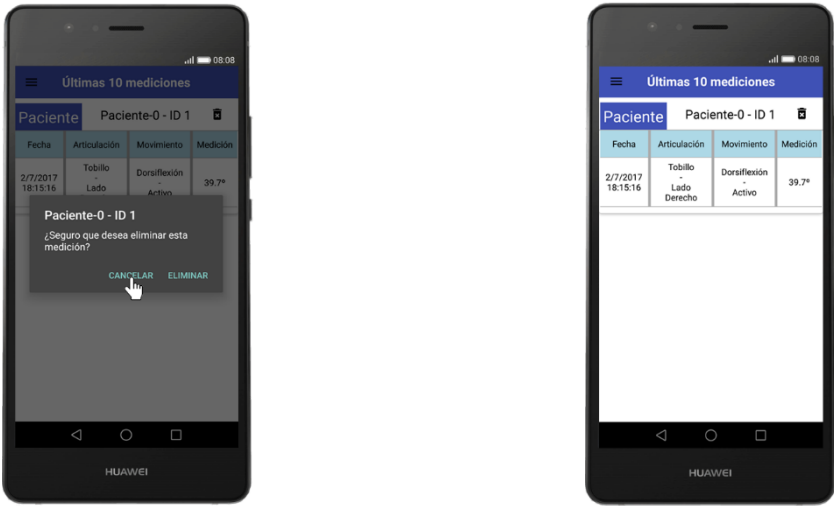 08:08
Últimas 10 mediciones
Paciente Paciente-0 - ID 1
Fecha Articulación Movimiento Medición
2/7/2017
18:15:16
Tobillo
-
Lado
Dorsiflexión
-
Activo
39.7º
Paciente-0 - ID 1
¿Seguro que desea eliminar esta
medición?
CANCELAR ELIMINAR
HUAWEI
08:08
Últimas 10 mediciones
Paciente Paciente-0 - ID 1
Fecha Articulación Movimiento Medición
2/7/2017
18:15:16
Tobillo
-
Lado
Derecho
Dorsiflexión
-
Activo
39.7º
HUAWEI